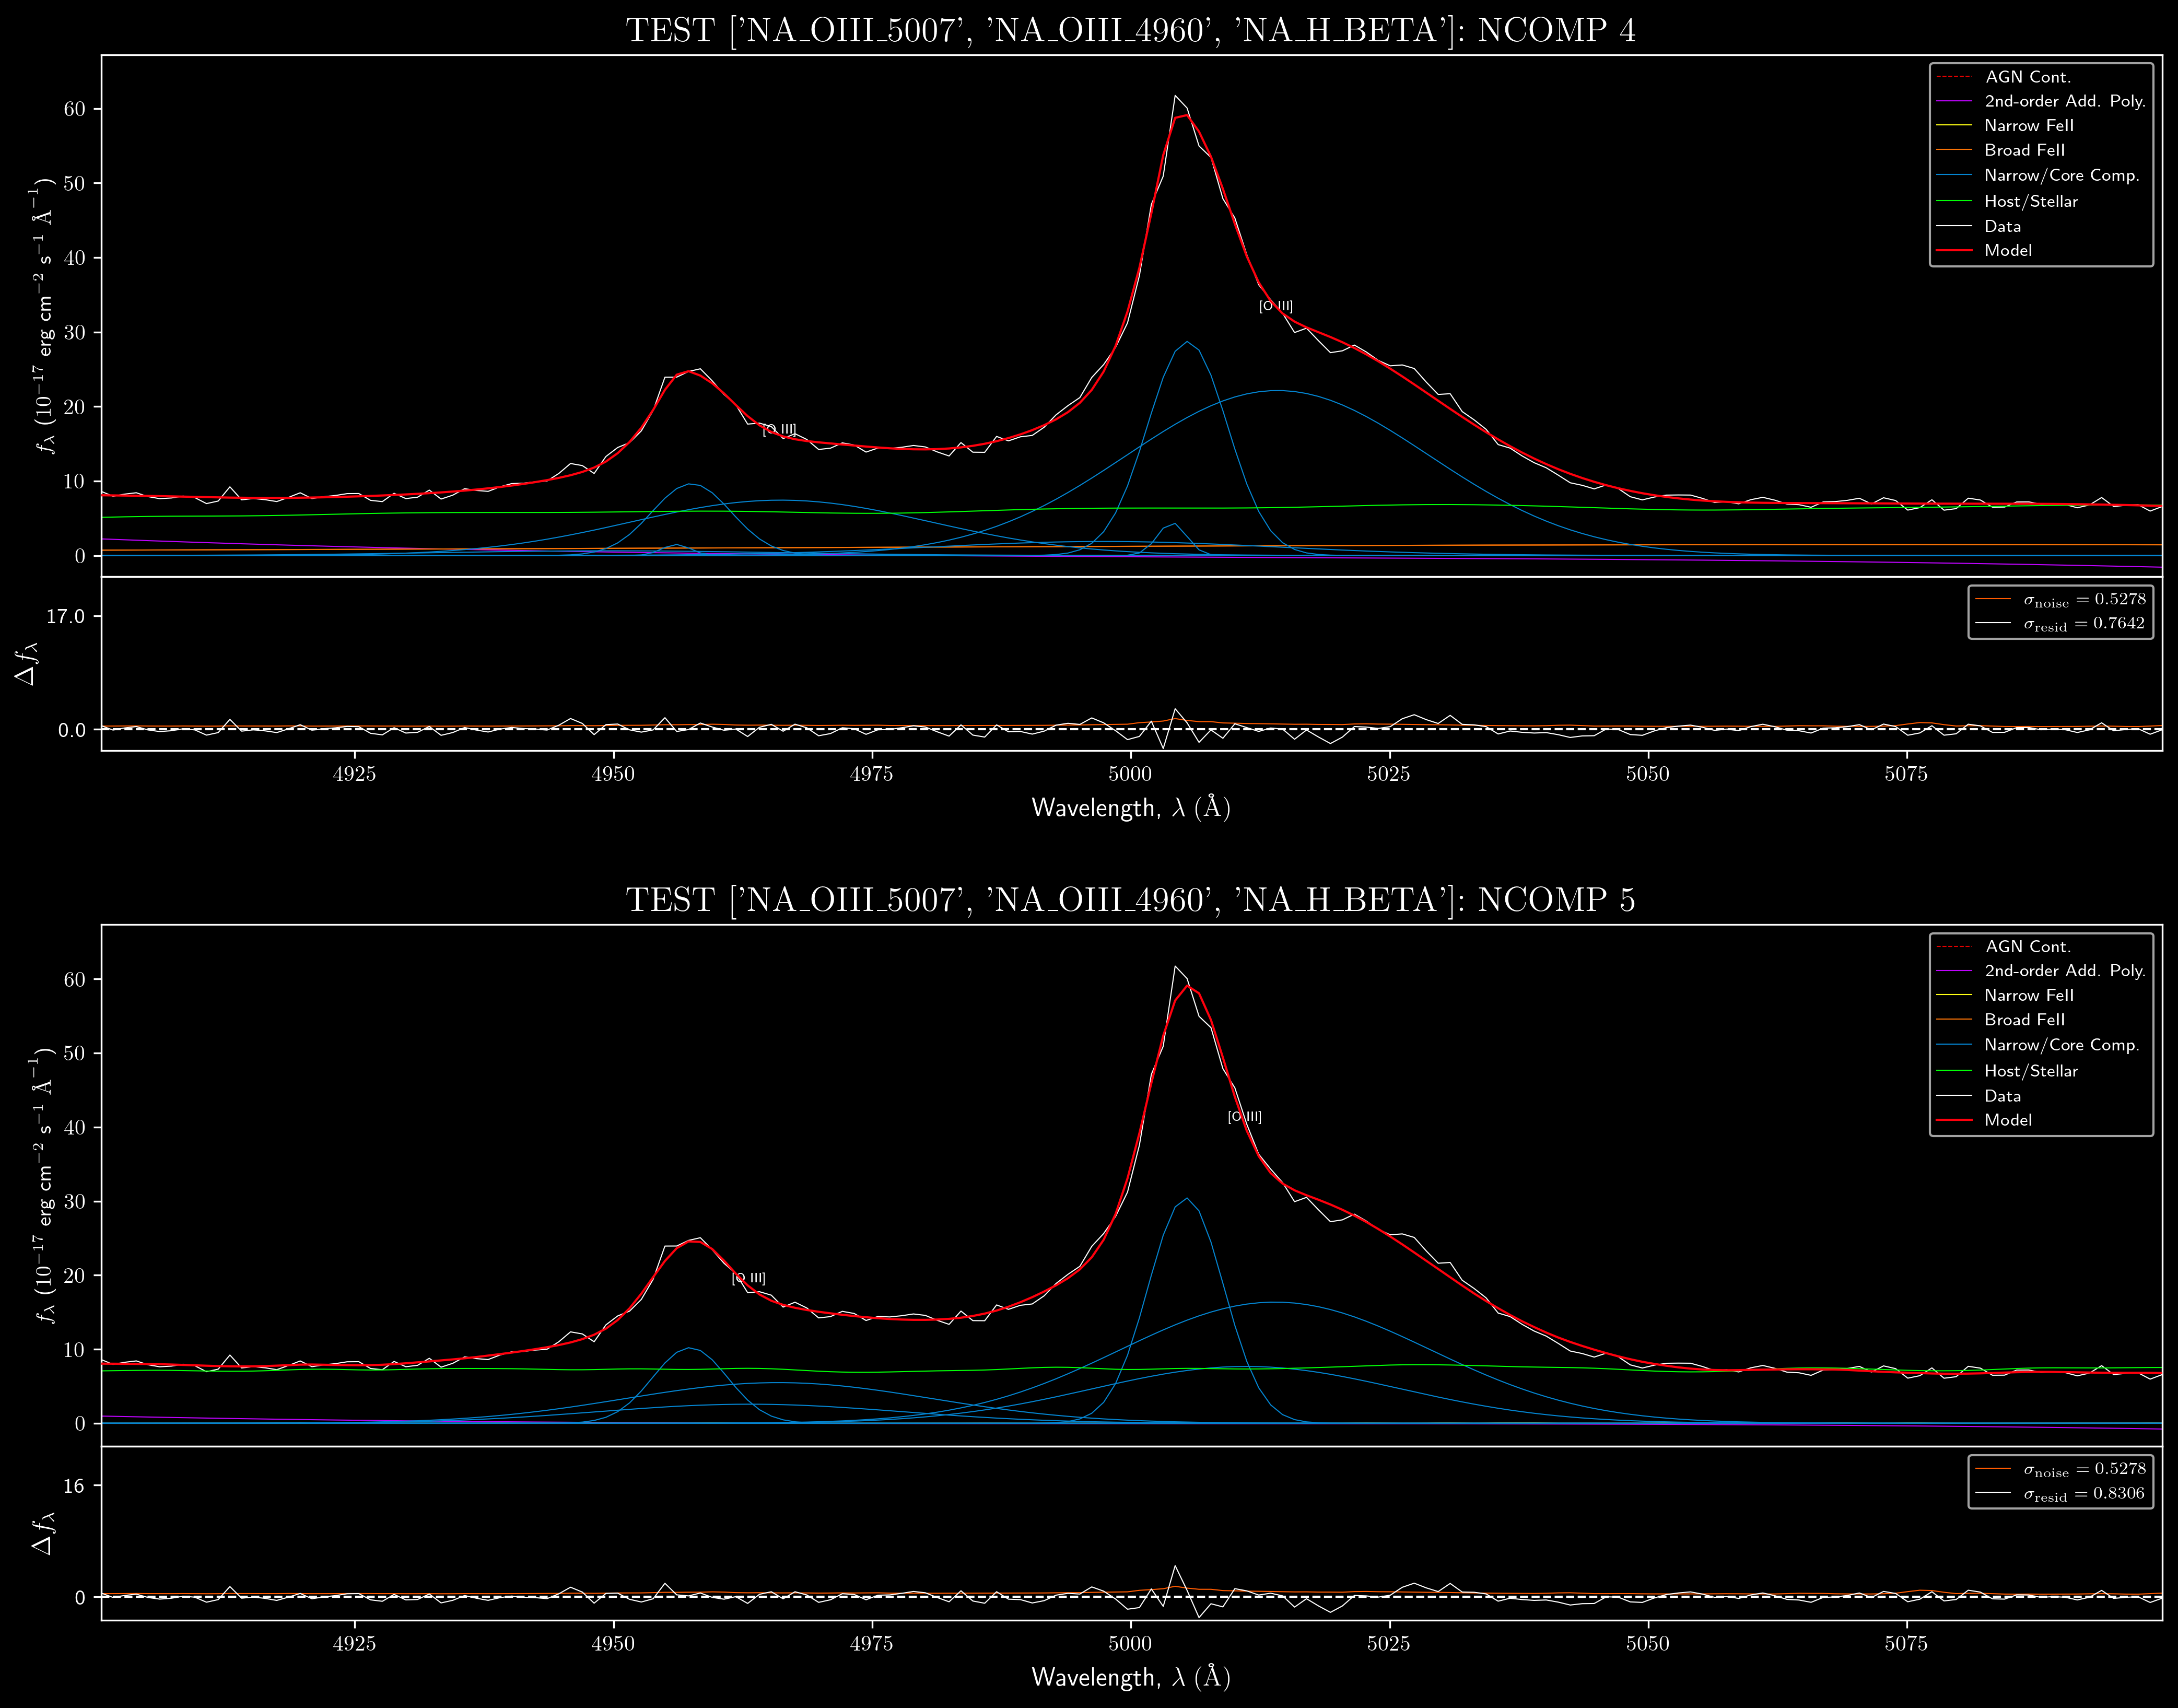 TEST ['NA_OIII_5007', 'NA_OIII_4960', 'NA_H_BETA']: NCOMP 4
fλ (10⁻¹⁷ erg cm⁻² s⁻¹ Å⁻¹)
60
50
40
30
20
10
0
[O III]
[O III]
AGN Cont.
2nd-order Add. Poly.
Narrow FeII
Broad FeII
Narrow/Core Comp.
Host/Stellar
Data
Model
Δfλ
17.0
0.0
σnoise = 0.5278
σresid = 0.7642
4925 4950 4975 5000 5025 5050 5075
Wavelength, λ (Å)
TEST ['NA_OIII_5007', 'NA_OIII_4960', 'NA_H_BETA']: NCOMP 5
fλ (10⁻¹⁷ erg cm⁻² s⁻¹ Å⁻¹)
60
50
40
30
20
10
0
[O III]
[O III]
AGN Cont.
2nd-order Add. Poly.
Narrow FeII
Broad FeII
Narrow/Core Comp.
Host/Stellar
Data
Model
Δfλ
16
0
σnoise = 0.5278
σresid = 0.8306
4925 4950 4975 5000 5025 5050 5075
Wavelength, λ (Å)